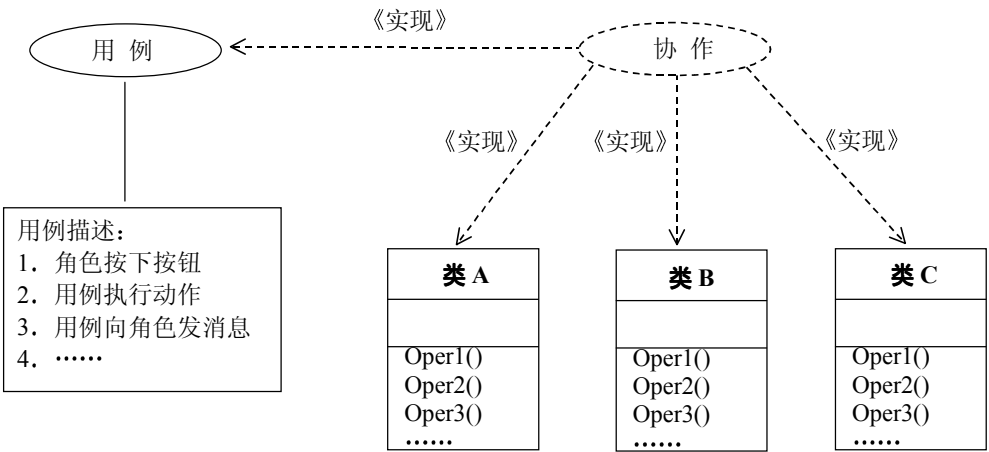 《实现》
用 例
协 作
《实现》
《实现》
《实现》
用例描述：
1．角色按下按钮
2．用例执行动作
3．用例向角色发消息
4．……
类 A
Oper1()
Oper2()
Oper3()
……
类 B
Oper1()
Oper2()
Oper3()
……
类 C
Oper1()
Oper2()
Oper3()
……